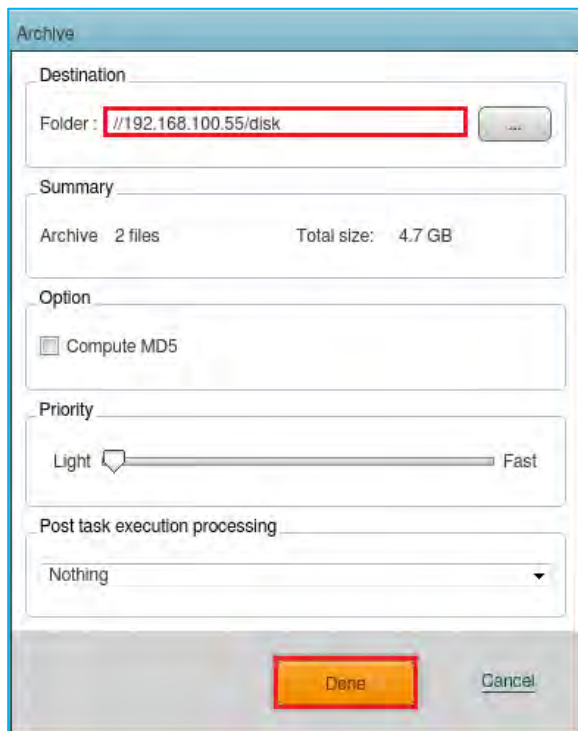 Archive
Destination
Folder : //192.168.100.55/disk ...
Summary
Archive 2 files Total size: 4.7 GB
Option
Compute MD5
Priority
Light Fast
Post task execution processing
Nothing
Done Cancel